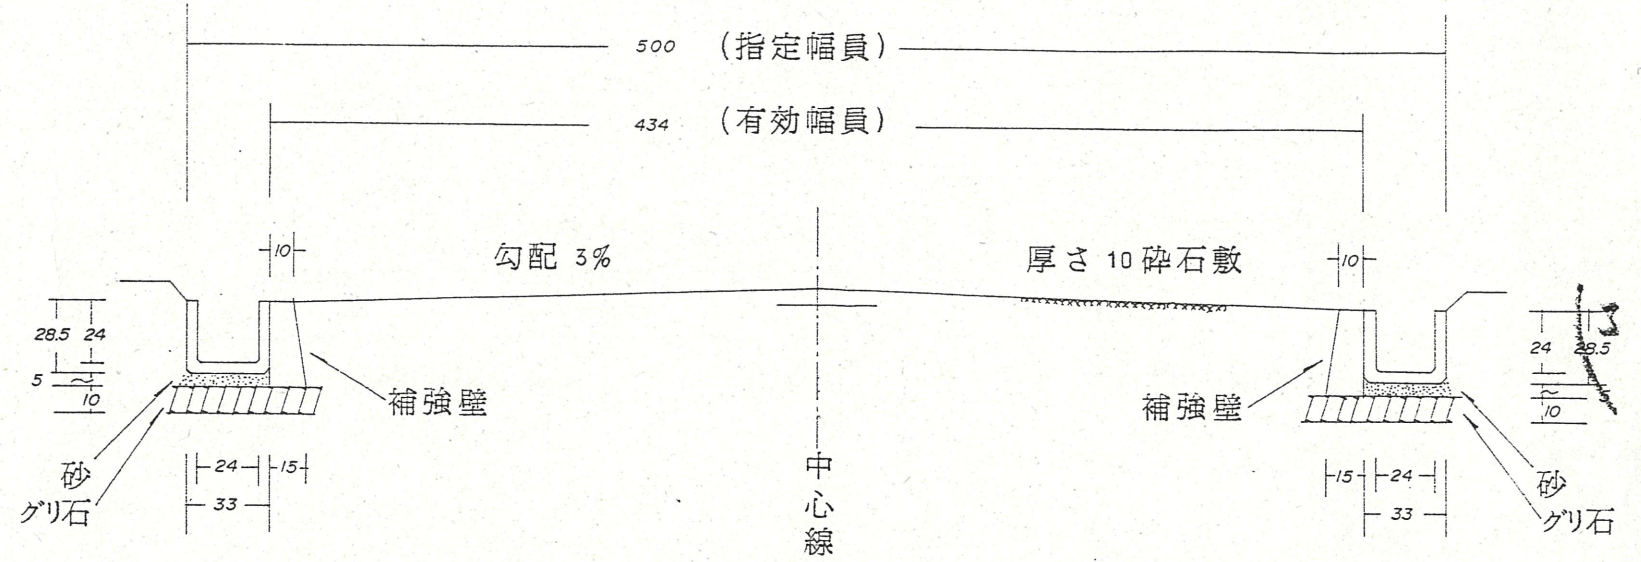 500 (指定幅員)
434 (有効幅員)
10
勾配 3%
厚さ 10 砕石敷
10
28.5 24
5 ~
10
補強壁
砂
グリ石
24 15
33
中心線
補強壁
24 28.5
~ 5
10
15 24
33
砂
グリ石